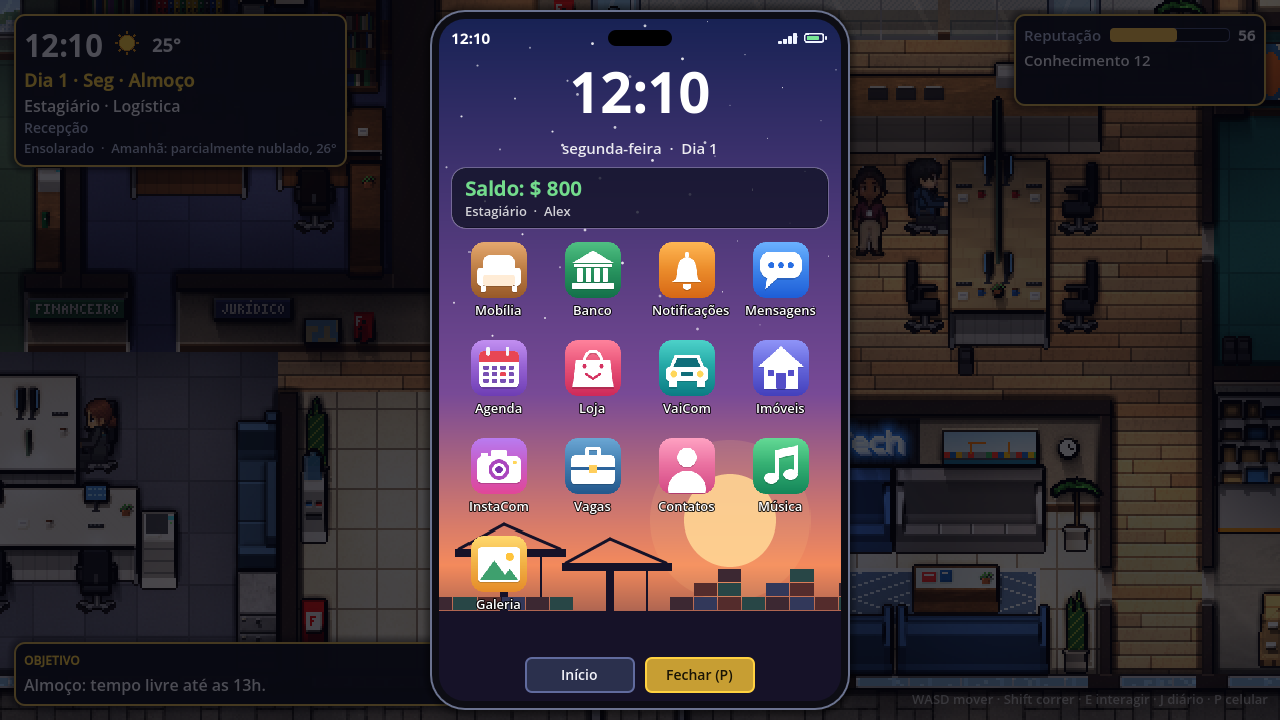 12:10
25°
Dia 1 · Seg · Almoço
Estagiário · Logística
Recepção
Ensolarado · Amanhã: parcialmente nublado, 26°
FINANCEIRO
JURÍDICO
F
F
F
12:10
12:10
segunda-feira · Dia 1
Saldo: $ 800
Estagiário · Alex
Mobília
Banco
Notificações
Mensagens
Agenda
Loja
VaiCom
Imóveis
InstaCom
Vagas
Contatos
Música
Galeria
Início
Fechar (P)
Reputação
56
Conhecimento 12
ech
OBJETIVO
Almoço: tempo livre até as 13h.
WASD mover · Shift correr · E interagir · J diário · P celular